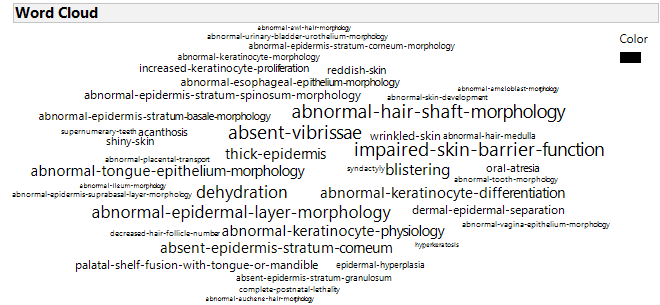 Word Cloud
abnormal-awl-hair-morphology
abnormal-urinary-bladder-urothelium-morphology
abnormal-epidermis-stratum-corneum-morphology
Color
abnormal-keratinocyte-morphology
increased-keratinocyte-proliferation reddish-skin
abnormal-esophageal-epithelium-morphology
abnormal-ameloblast-morphology
abnormal-epidermis-stratum-spinosum-morphology abnormal-skin-development
abnormal-epidermis-stratum-basale-morphology abnormal-hair-shaft-morphology
supernumerary-teeth acanthosis absent-vibrissae wrinkled-skin abnormal-hair-medulla
shiny-skin
thick-epidermis impaired-skin-barrier-function
abnormal-placental-transport
abnormal-tongue-epithelium-morphology syndactyly blistering oral-atresia
abnormal-tooth-morphology
abnormal-ileum-morphology
abnormal-epidermis-suprabasal-layer-morphology dehydration abnormal-keratinocyte-differentiation
abnormal-epidermal-layer-morphology dermal-epidermal-separation
abnormal-vagina-epithelium-morphology
decreased-hair-follicle-number abnormal-keratinocyte-physiology
absent-epidermis-stratum-corneum hyperkeratosis
palatal-shelf-fusion-with-tongue-or-mandible epidermal-hyperplasia
absent-epidermis-stratum-granulosum
complete-postnatal-lethality
abnormal-auchene-hair-morphology